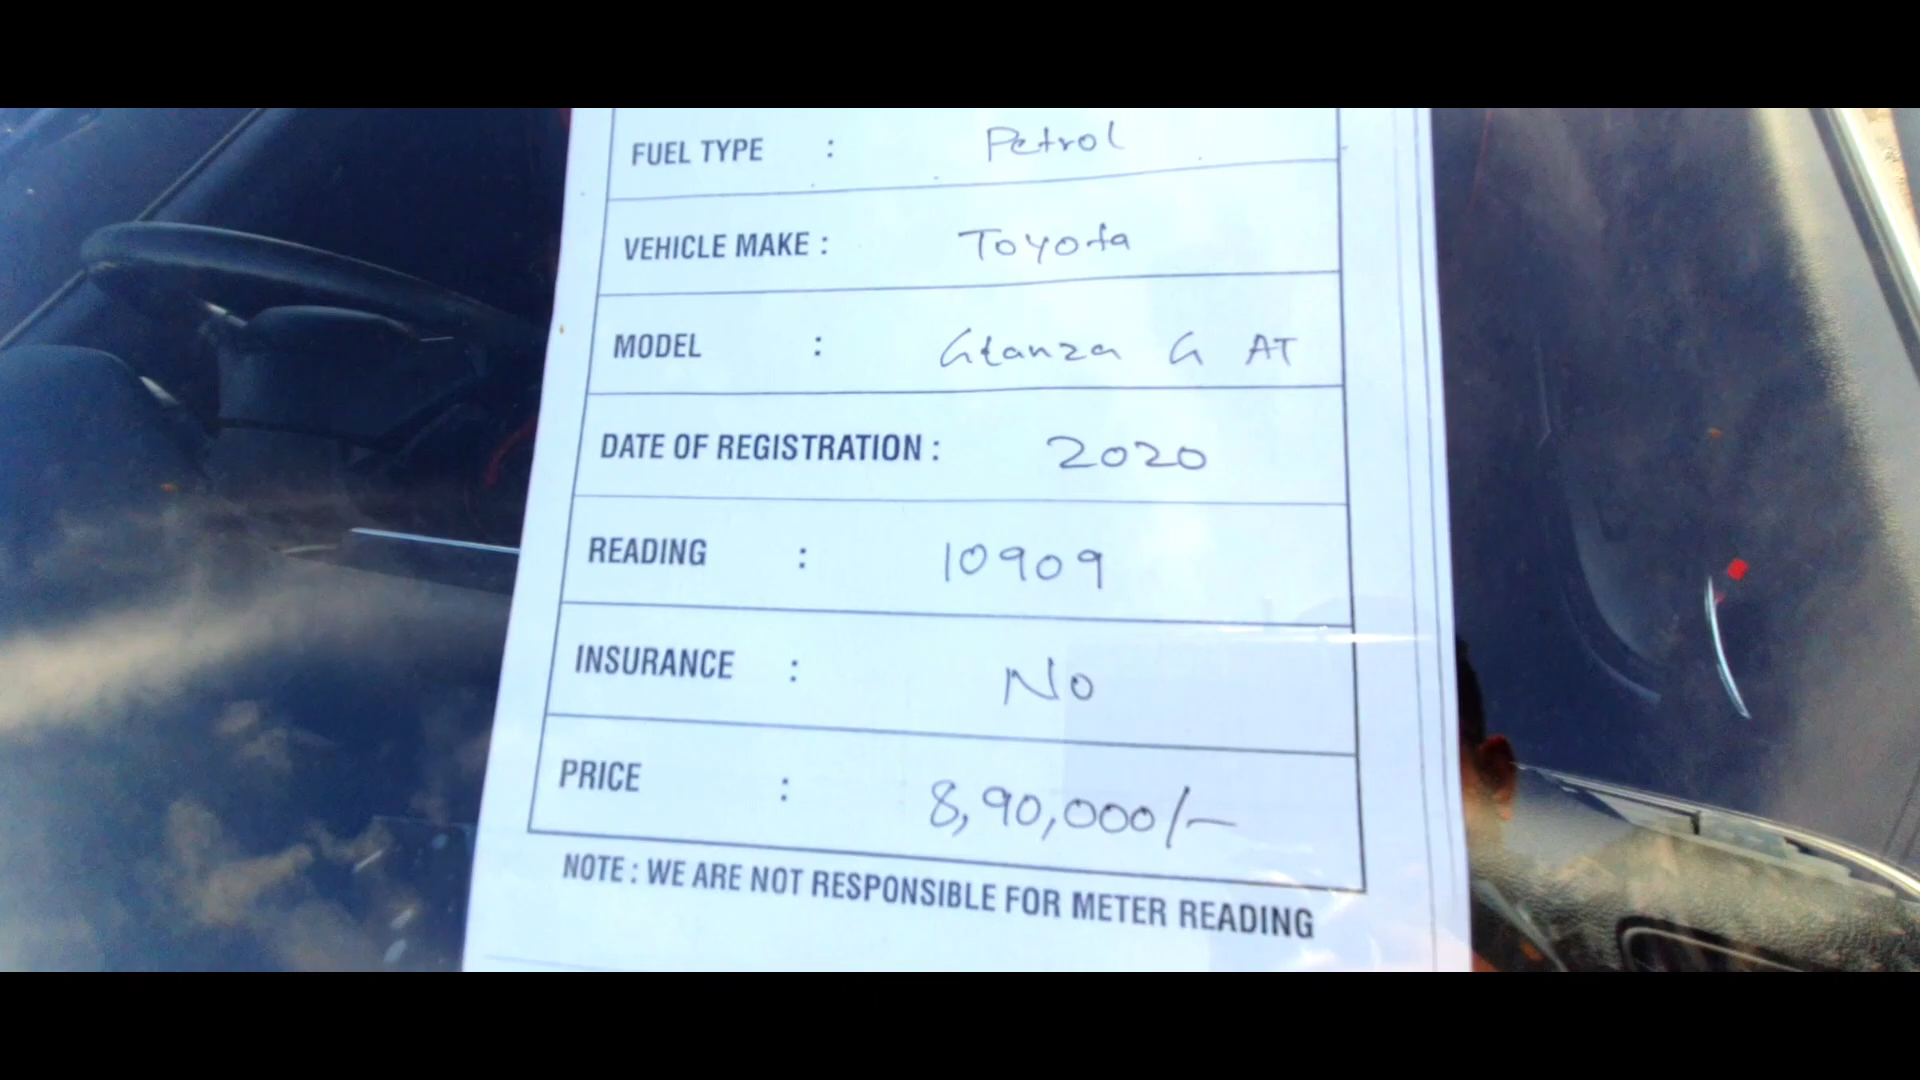 FUEL TYPE : Petrol
VEHICLE MAKE : Toyota
MODEL : Glanza G AT
DATE OF REGISTRATION : 2020
READING : 10909
INSURANCE : No
PRICE : 8,90,000/-
NOTE : WE ARE NOT RESPONSIBLE FOR METER READING